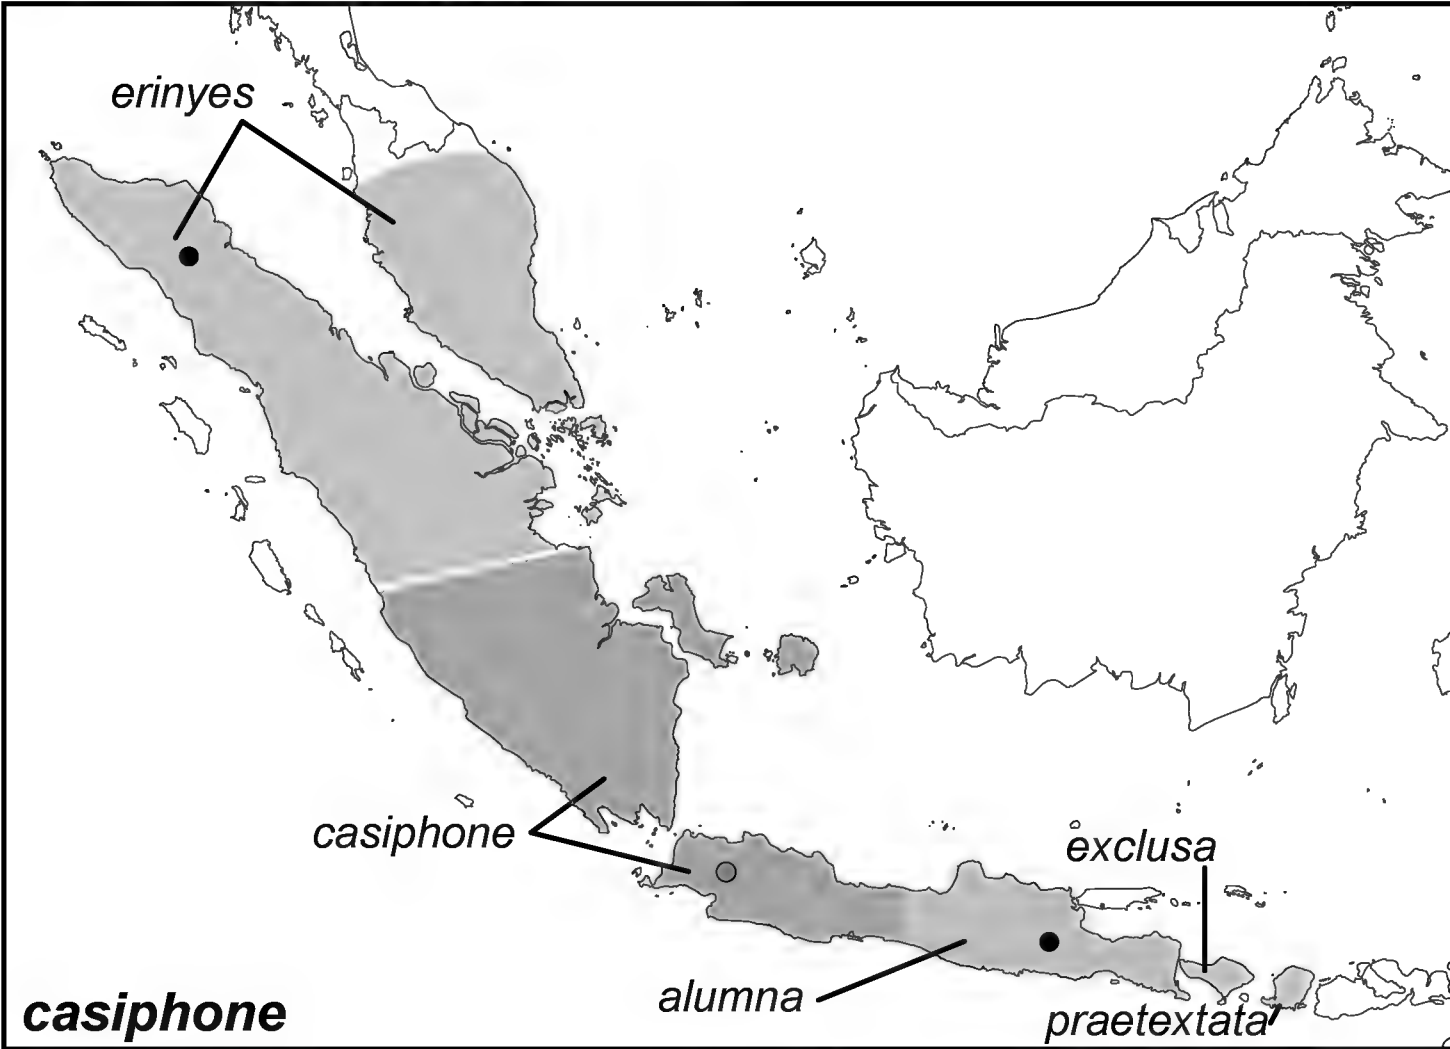 erinyes
casiphone
exclusa
alumna
praetextata
casiphone